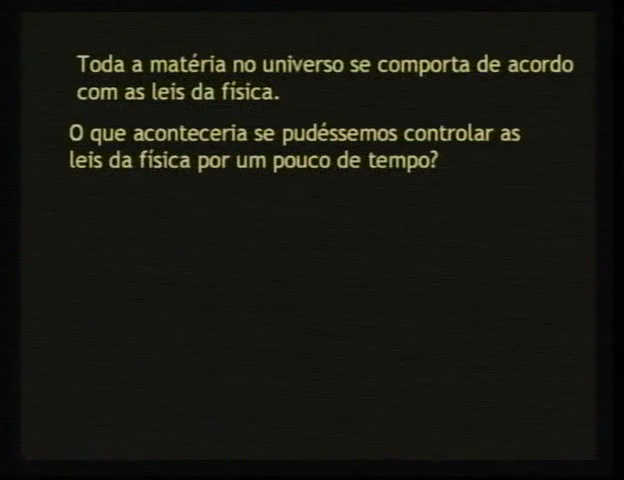 Toda a matéria no universo se comporta de acordo
com as leis da física.
O que aconteceria se pudéssemos controlar as
leis da física por um pouco de tempo?